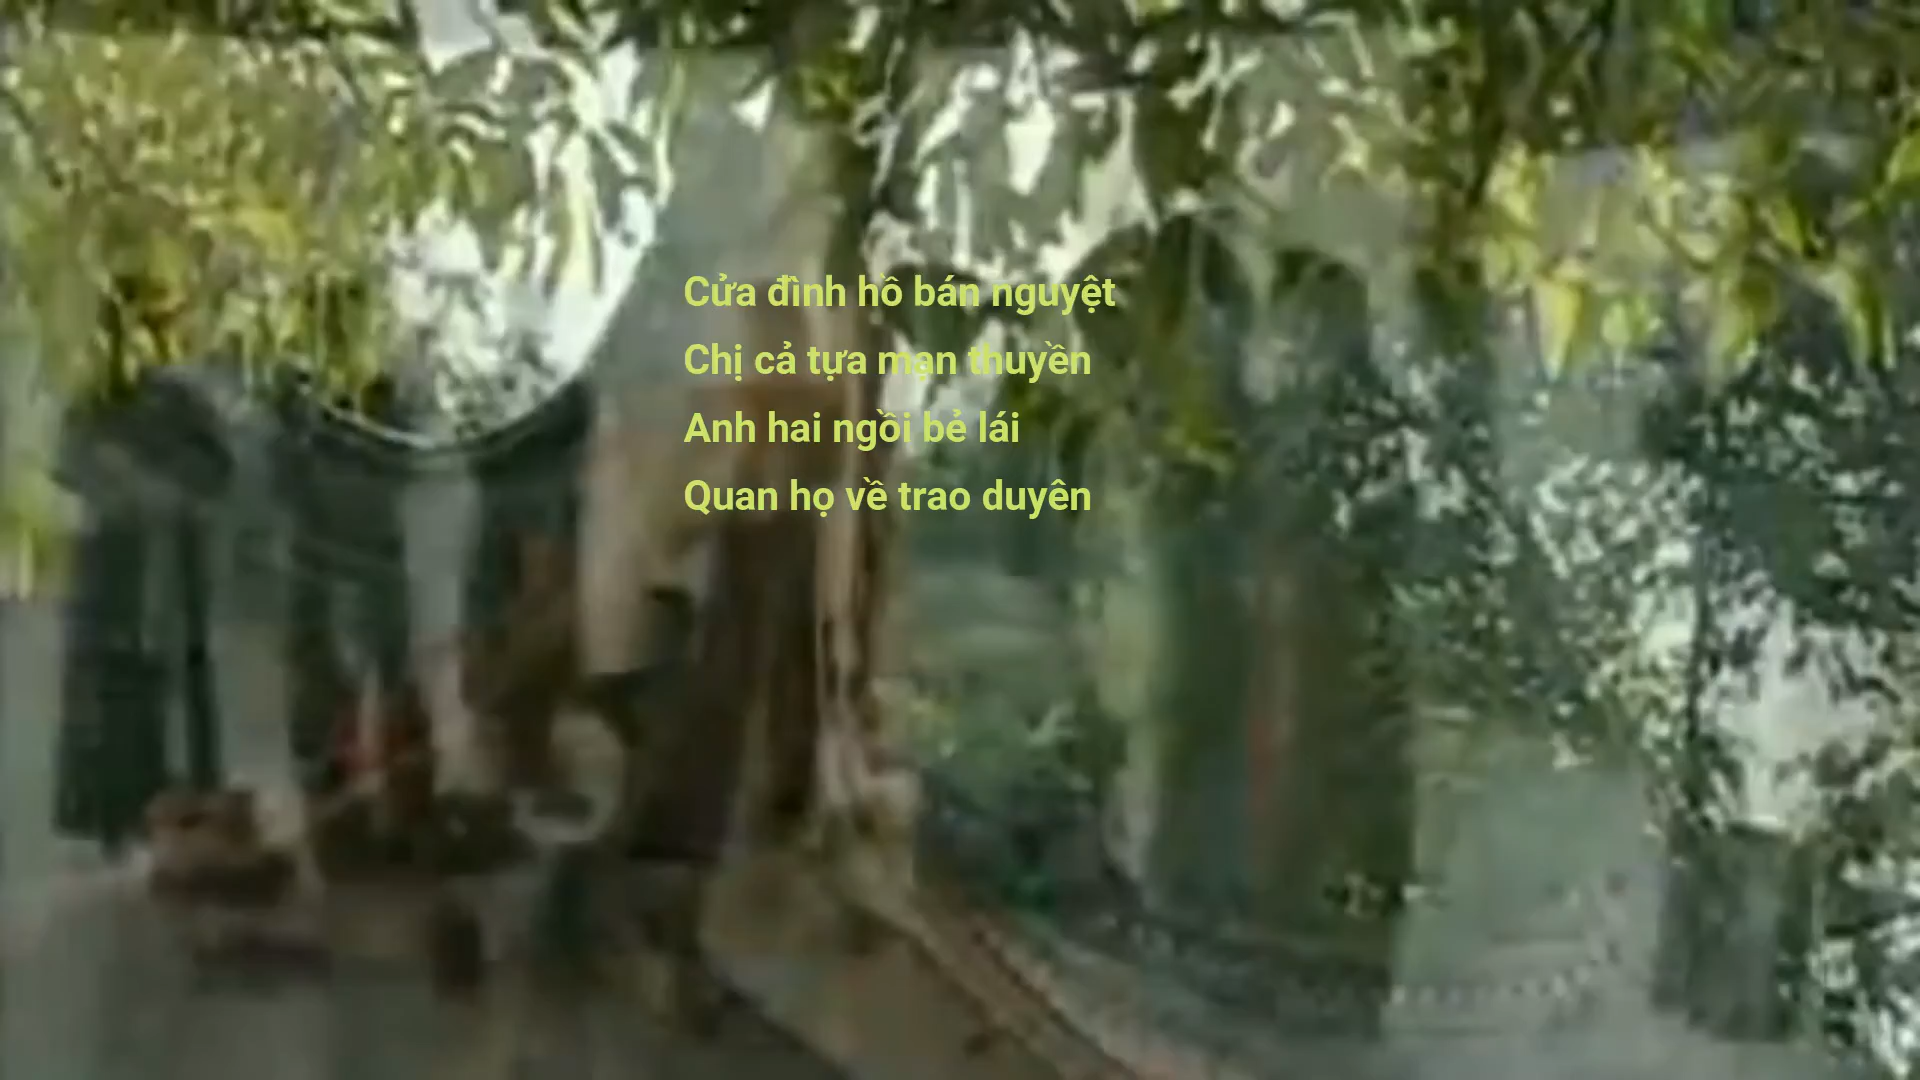 Cửa đình hồ bán nguyệt
Chị cả tựa mạn thuyền
Anh hai ngồi bẻ lái
Quan họ về trao duyên